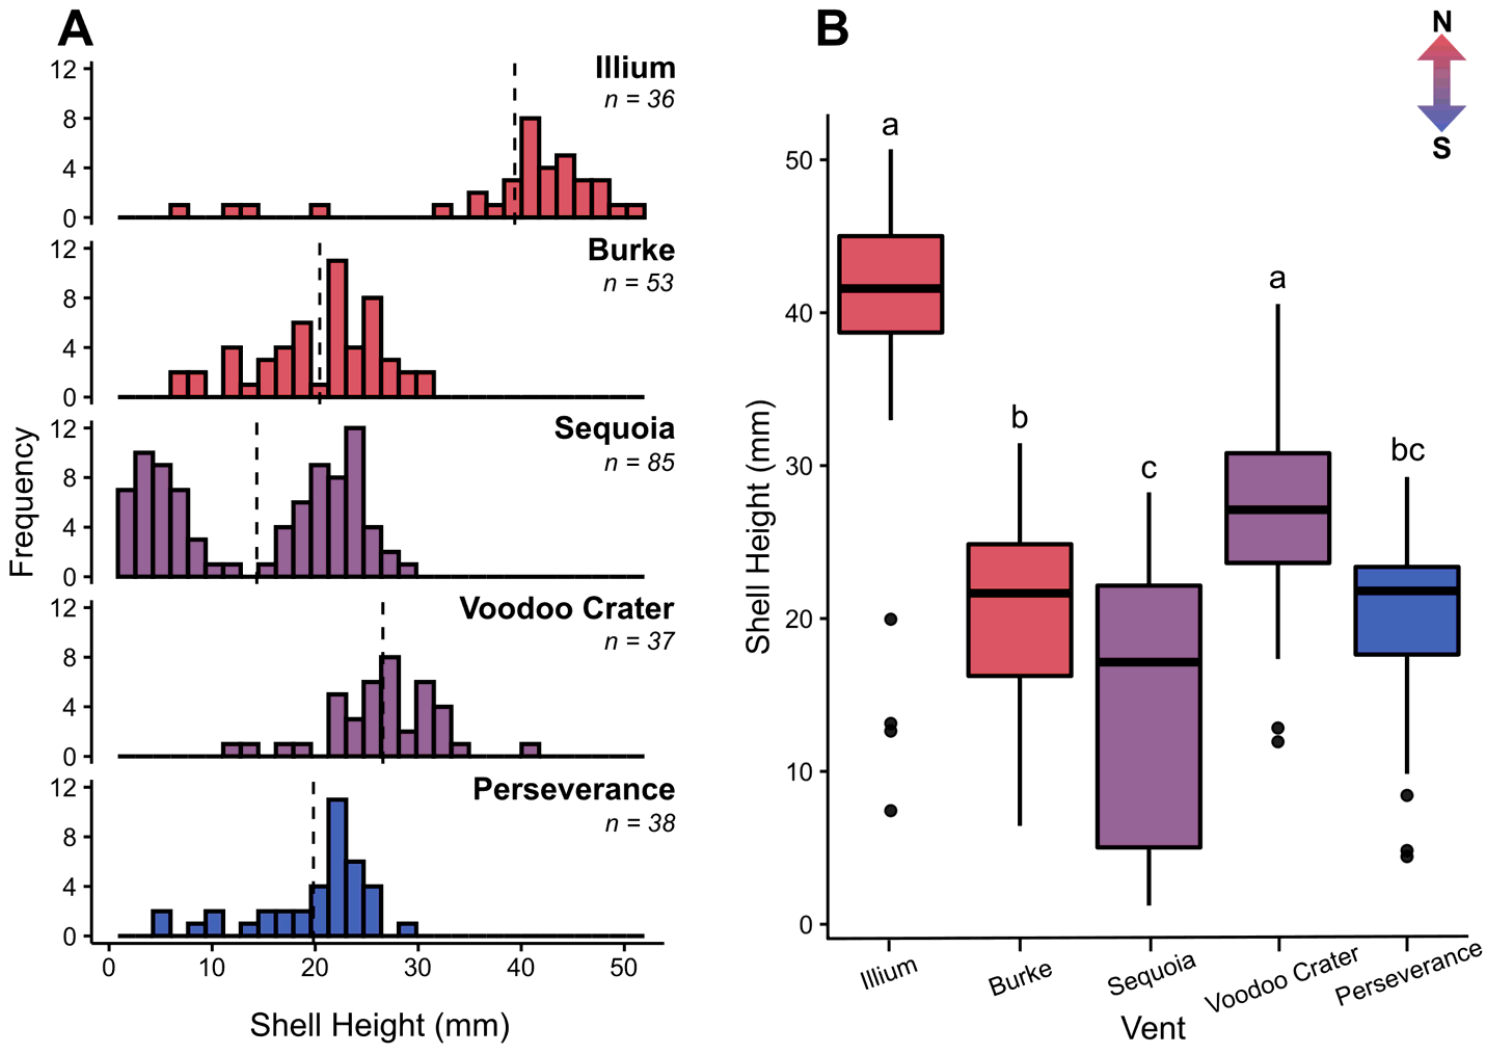 A
Illium
n = 36
12
8
4
0
Burke
n = 53
12
8
4
0
Sequoia
n = 85
12
8
4
0
Voodoo Crater
n = 37
12
8
4
0
Perseverance
n = 38
12
8
4
0
Frequency
0 10 20 30 40 50
Shell Height (mm)
B
N
S
a
b
c
a
bc
50
40
30
20
10
0
Shell Height (mm)
Illium Burke Sequoia Voodoo Crater Perseverance
Vent